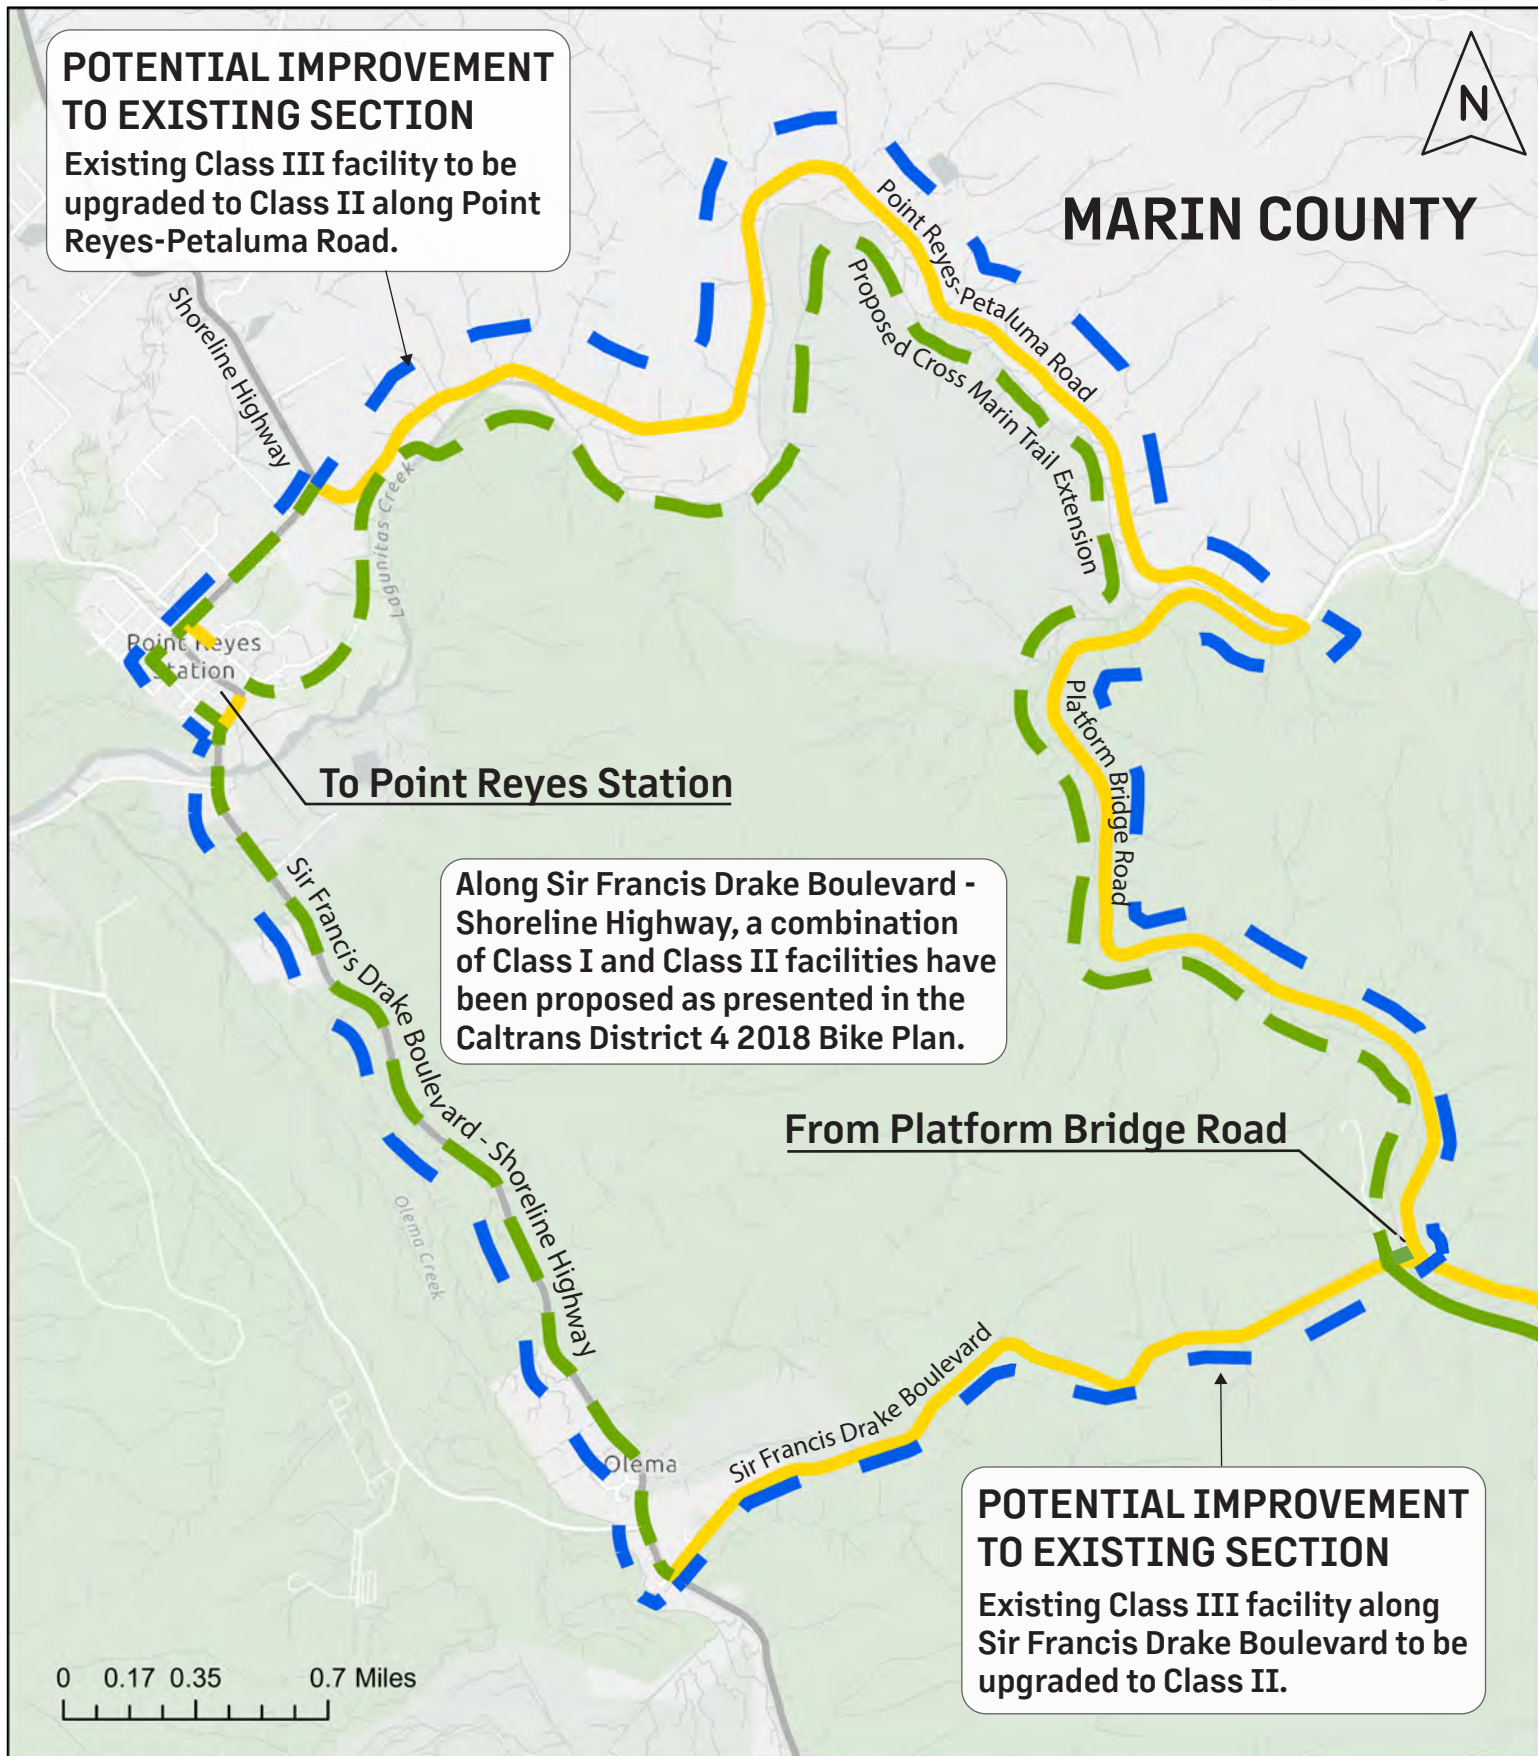 POTENTIAL IMPROVEMENT
TO EXISTING SECTION
Existing Class III facility to be
upgraded to Class II along Point
Reyes-Petaluma Road.
N
MARIN COUNTY
Shoreline Highway
Point Reyes-Petaluma Road
Proposed Cross Marin Trail Extension
Lagunitas Creek
Point Reyes
Station
To Point Reyes Station
Platform Bridge Road
Along Sir Francis Drake Boulevard -
Shoreline Highway, a combination
of Class I and Class II facilities have
been proposed as presented in the
Caltrans District 4 2018 Bike Plan.
Sir Francis Drake Boulevard - Shoreline Highway
From Platform Bridge Road
Olema Creek
Sir Francis Drake Boulevard
Olema
POTENTIAL IMPROVEMENT
TO EXISTING SECTION
Existing Class III facility along
Sir Francis Drake Boulevard to be
upgraded to Class II.
0 0.17 0.35 0.7 Miles